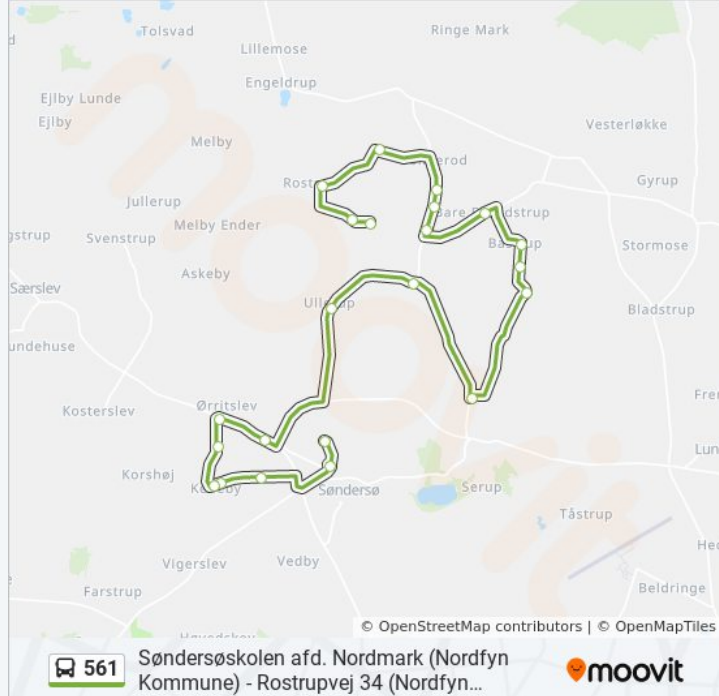 Tolsvad
Ringe Mark
Lillemose
Engeldrup
Ejlby Lunde
Ejlby
Vesterløkke
Melby
Gyrup
Jullerup
Melby Ender
Svenstrup
Stormose
Askeby
Særslev
Bladstrup
Kosterslev
Ørritslev
Korshøj
Søndersø
Serup
Tåstrup
Vigerslev
Vedby
Beldringe
Farstrup
© OpenStreetMap contributors | © OpenMapTiles
561
Søndersøskolen afd. Nordmark (Nordfyn
Kommune) - Rostrupvej 34 (Nordfyn…
moovit